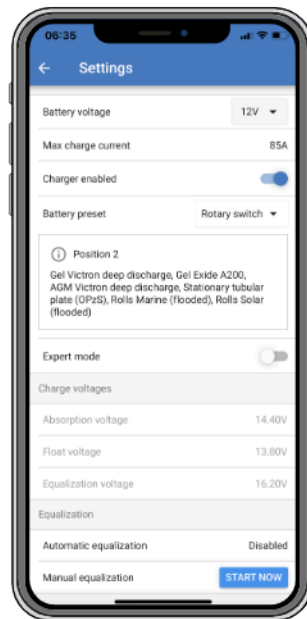 06:35
Settings
Battery voltage 12V
Max charge current 85A
Charger enabled
Battery preset Rotary switch
Position 2
Gel Victron deep discharge, Gel Exide A200,
AGM Victron deep discharge, Stationary tubular
plate (OPzS), Rolls Marine (flooded), Rolls Solar
(flooded)
Expert mode
Charge voltages
Absorption voltage 14.40V
Float voltage 13.80V
Equalization voltage 16.20V
Equalization
Automatic equalization Disabled
Manual equalization START NOW